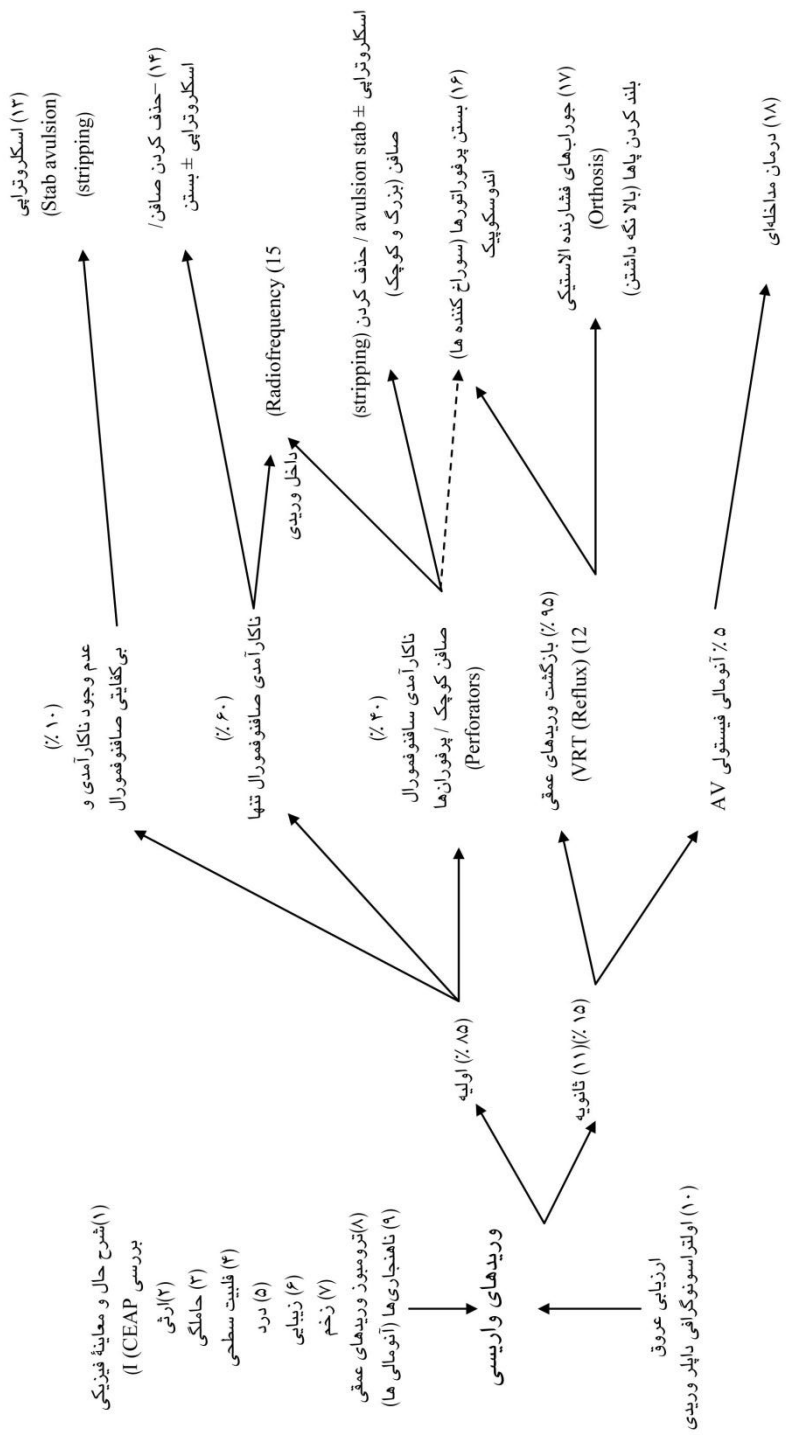 (۱)شرح حال و معاینهٔ فیزیکی
بررسی I (CEAP)
(۲)ارثی
(۳) حاملگی
(۴) فلبیت سطحی
(۵) درد
(۶) زیبایی
(۷) زخم
(۸)ترومبوز وریدهای عمقی
(۹) ناهنجاری‌ها (آنومالی ها)
وریدهای واریسی
ارزیابی عروق
(۱۰) اولتراسونوگرافی داپلر وریدی
(۸۵ ٪) اولیه
(۱۵ ٪)(۱۱) ثانویه
(۱۰ ٪)
عدم وجود ناکارآمدی و
بی‌کفایتی صافنوفمورال
(۶۰ ٪)
ناکارآمدی صافنوفمورال تنها
(۴۰ ٪)
ناکارآمدی سافنوفمورال
صافن کوچک / پرفوران‌ها
(Perforators)
(۹۵ ٪) بازگشت وریدهای عمقی
(VRT (Reflux) (12
۵ ٪ آنومالی فیستولی AV
(۱۳) اسکلروتراپی
(Stab avulsion)
(stripping)
(۱۴) –حذف کردن صافن/
اسکلروتراپی ± بستن
(Radiofrequency (15
داخل وریدی
(stripping) حذف کردن / avulsion stab ± اسکلروتراپی
صافن (بزرگ و کوچک)
(۱۶) بستن پرفوراتورها (سوراخ کننده ها)
اندوسکوپیک
(۱۷) جوراب‌های فشارنده الاستیکی
(Orthosis)
بلند کردن پاها (بالا نگه داشتن)
(۱۸) درمان مداخله‌ای